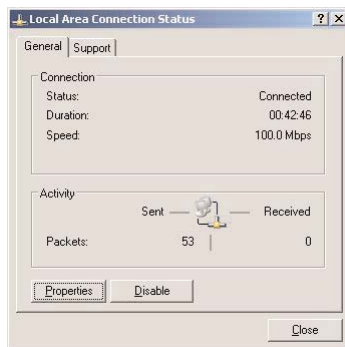 Local Area Connection Status
? X
General Support
Connection
Status: Connected
Duration: 00:42:46
Speed: 100.0 Mbps
Activity
Sent Received
Packets: 53 0
Properties Disable
Close